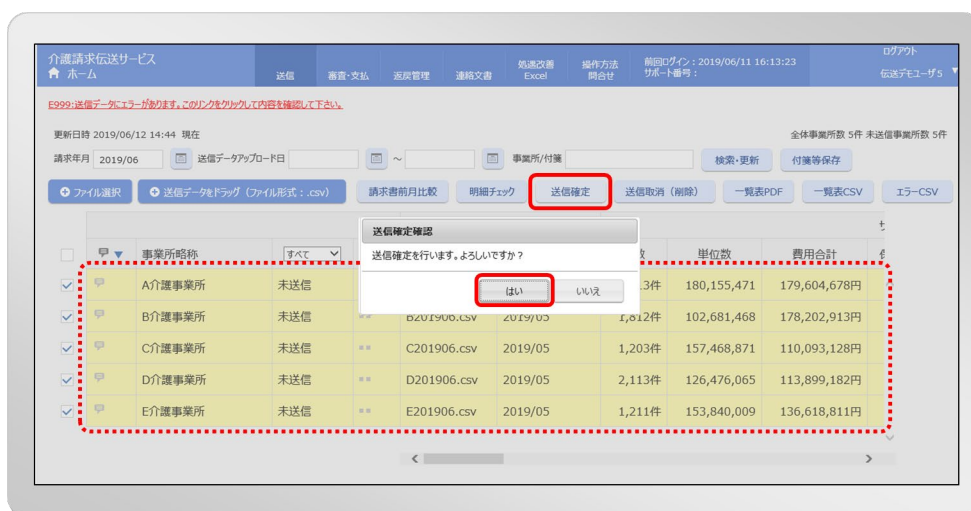 介護請求伝送サービス
ホーム
送信
審査・支払
返戻管理
連絡文書
処遇改善
Excel
操作方法
問合せ
前回ログイン:2019/06/11 16:13:23
サポート番号:
ログアウト
伝送デモユーザ5
E999:送信データにエラーがあります。このリンクをクリックして内容を確認して下さい。
更新日時 2019/06/12 14:44 現在
全体事業所数 5件 未送信事業所数 5件
請求年月 2019/06 送信データアップロード日 ~ 事業所/付箋 検索・更新 付箋等保存
ファイル選択 送信データをドラッグ (ファイル形式:.csv) 請求書前月比較 明細チェック 送信確定 送信取消 (削除) 一覧表PDF 一覧表CSV エラーCSV
送信確定確認
送信確定を行います。よろしいですか?
はい いいえ
事業所略称 すべて 数 単位数 費用合計
A介護事業所 未送信 3件 180,155,471 179,604,678円
B介護事業所 未送信 B201906.csv 2019/05 1,812件 102,681,468 178,202,913円
C介護事業所 未送信 C201906.csv 2019/05 1,203件 157,468,871 110,093,128円
D介護事業所 未送信 D201906.csv 2019/05 2,113件 126,476,065 113,899,182円
E介護事業所 未送信 E201906.csv 2019/05 1,211件 153,840,009 136,618,811円